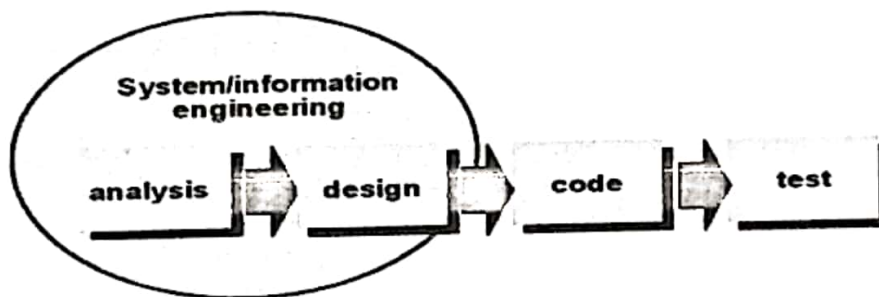 System/information
engineering
analysis
design
code
test